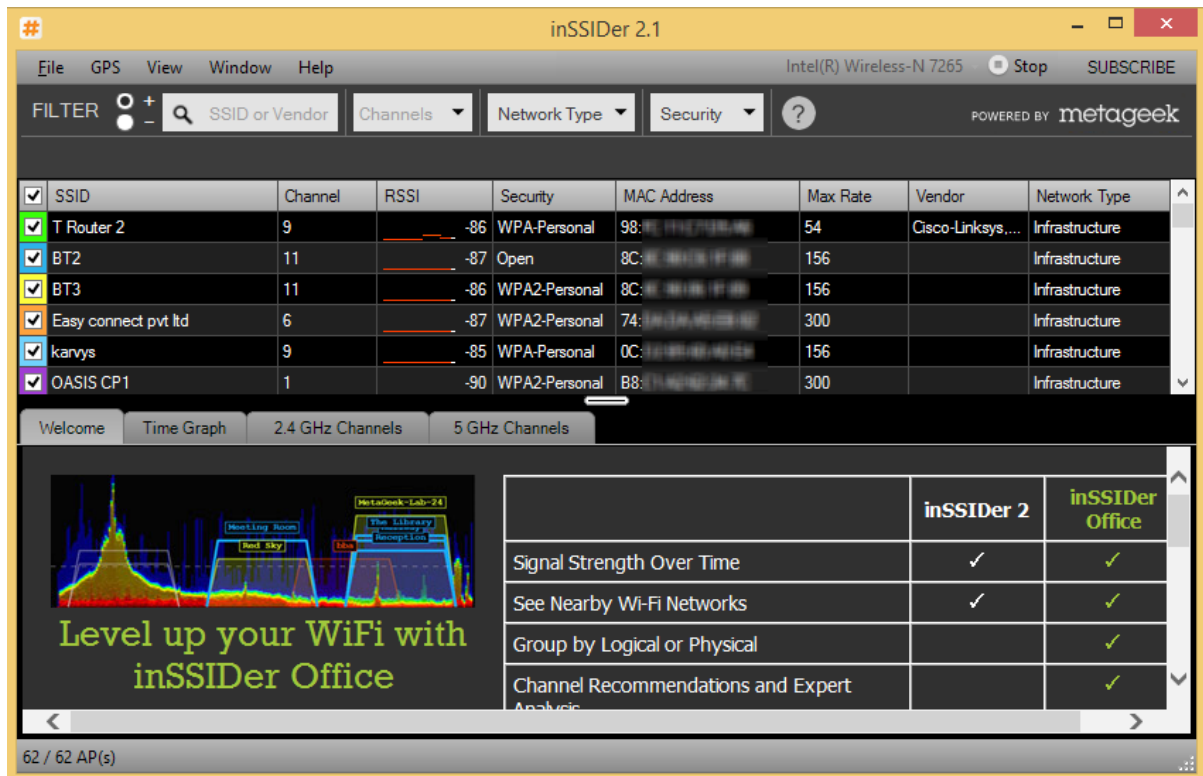 inSSIDer 2.1
File GPS View Window Help Intel(R) Wireless-N 7265 Stop SUBSCRIBE
FILTER + − SSID or Vendor Channels Network Type Security ? POWERED BY metageek
SSID Channel RSSI Security MAC Address Max Rate Vendor Network Type
T Router 2 9 -86 WPA-Personal 98: 54 Cisco-Linksys,... Infrastructure
BT2 11 -87 Open 8C: 156 Infrastructure
BT3 11 -86 WPA2-Personal 8C: 156 Infrastructure
Easy connect pvt ltd 6 -87 WPA2-Personal 74: 300 Infrastructure
karvys 9 -85 WPA-Personal 0C: 156 Infrastructure
OASIS CP1 1 -90 WPA2-Personal B8: 300 Infrastructure
Welcome Time Graph 2.4 GHz Channels 5 GHz Channels
MetaGeek-Lab-24
Meeting Room The Library
Red Sky hba Reception
Level up your WiFi with
inSSIDer Office
inSSIDer 2 inSSIDer
Office
Signal Strength Over Time ✓ ✓
See Nearby Wi-Fi Networks ✓ ✓
Group by Logical or Physical ✓
Channel Recommendations and Expert ✓
Analysis
62 / 62 AP(s)